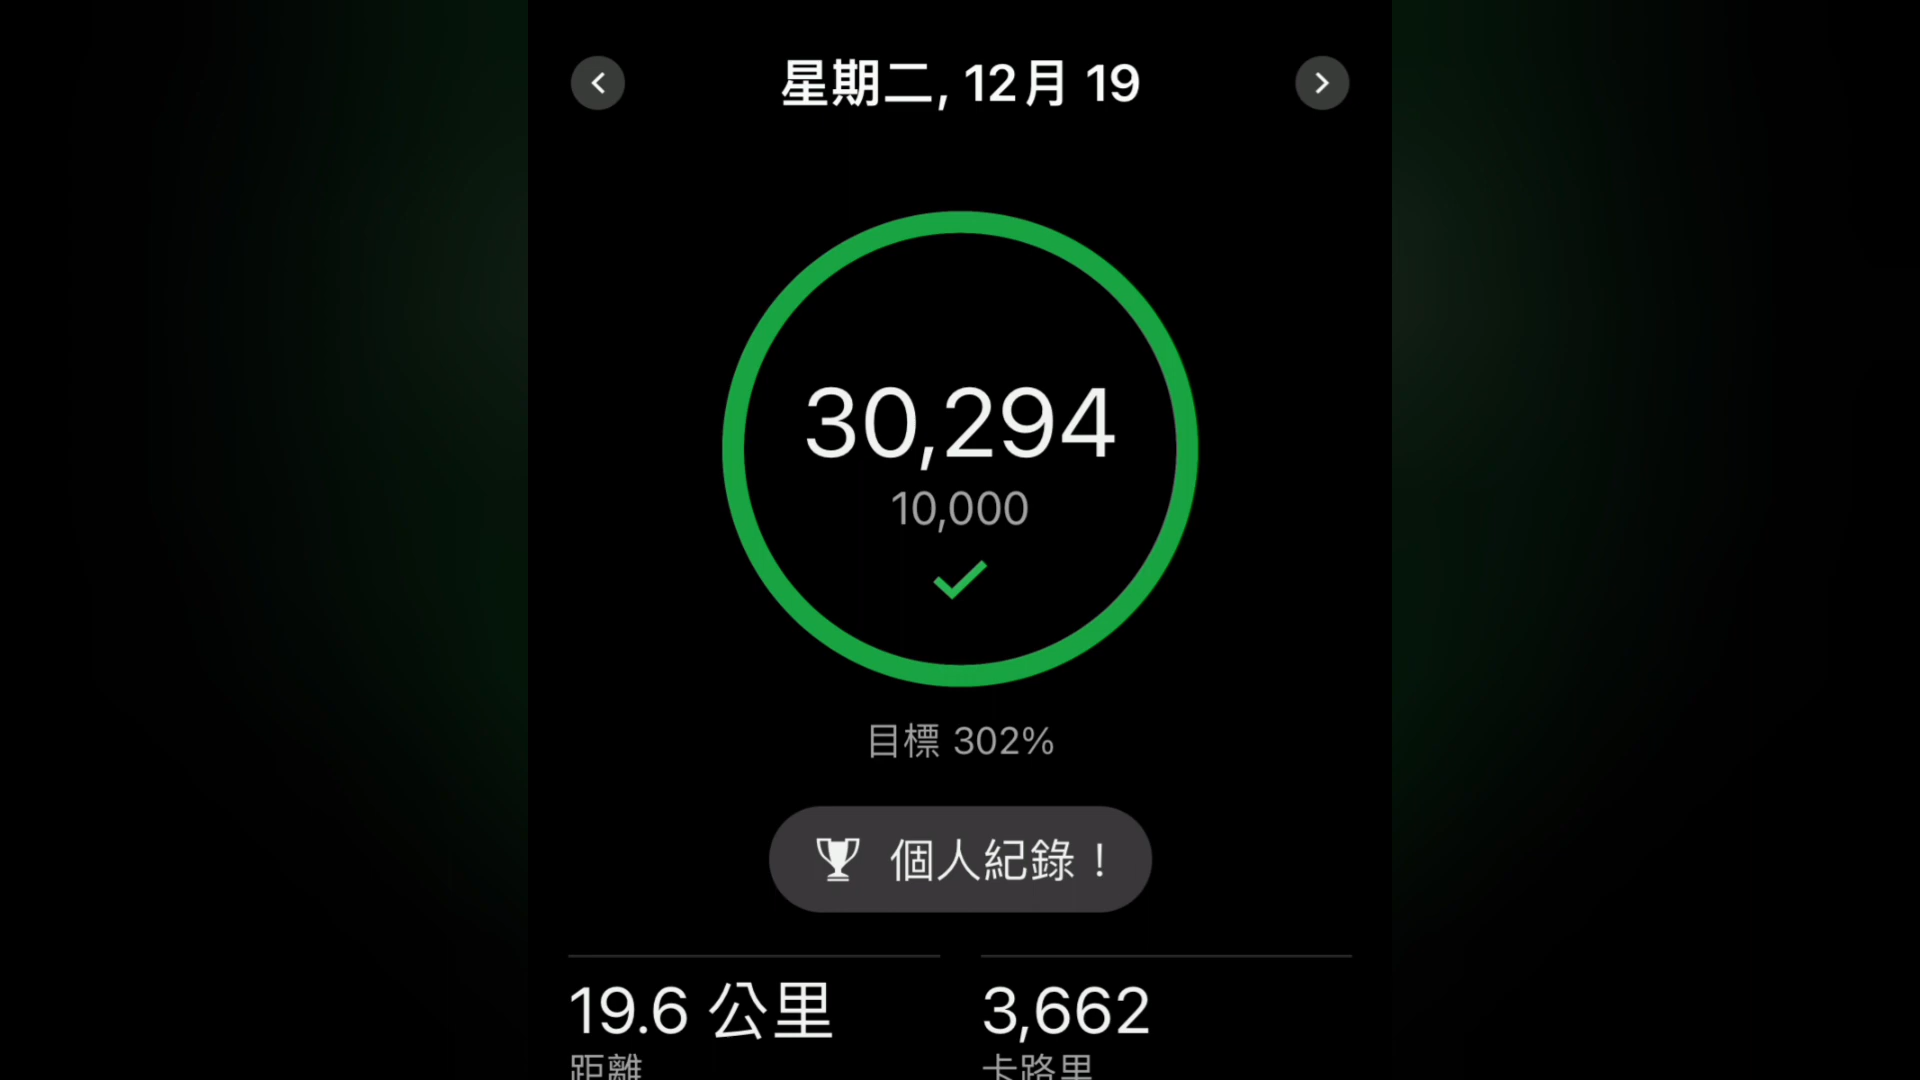 星期二, 12月 19
30,294
10,000
目標 302%
個人紀錄！
19.6 公里
3,662
距離
卡路里